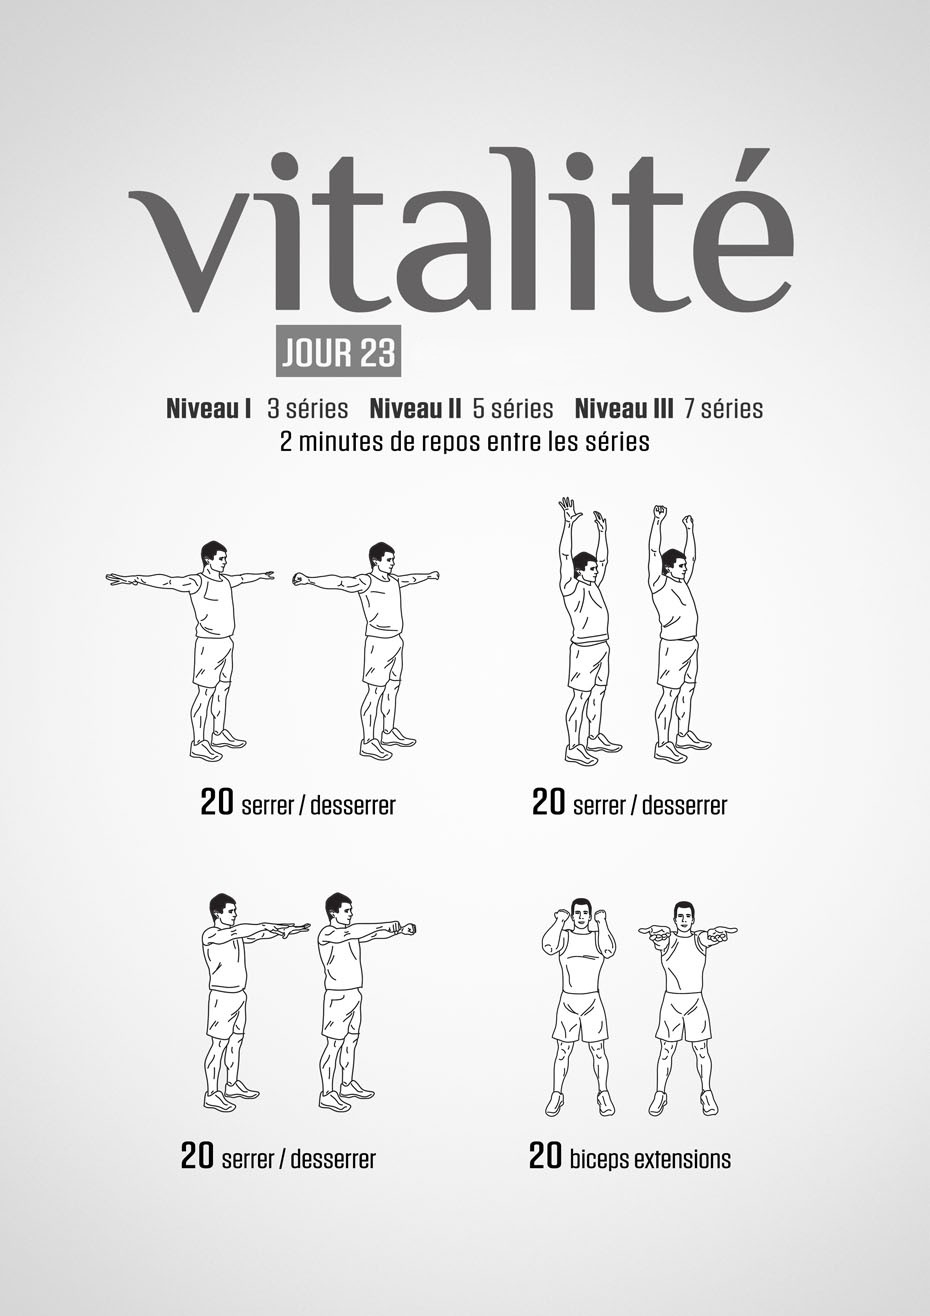 vitalité
JOUR 23
Niveau I 3 séries Niveau II 5 séries Niveau III 7 séries
2 minutes de repos entre les séries
20 serrer / desserrer
20 serrer / desserrer
20 serrer / desserrer
20 biceps extensions